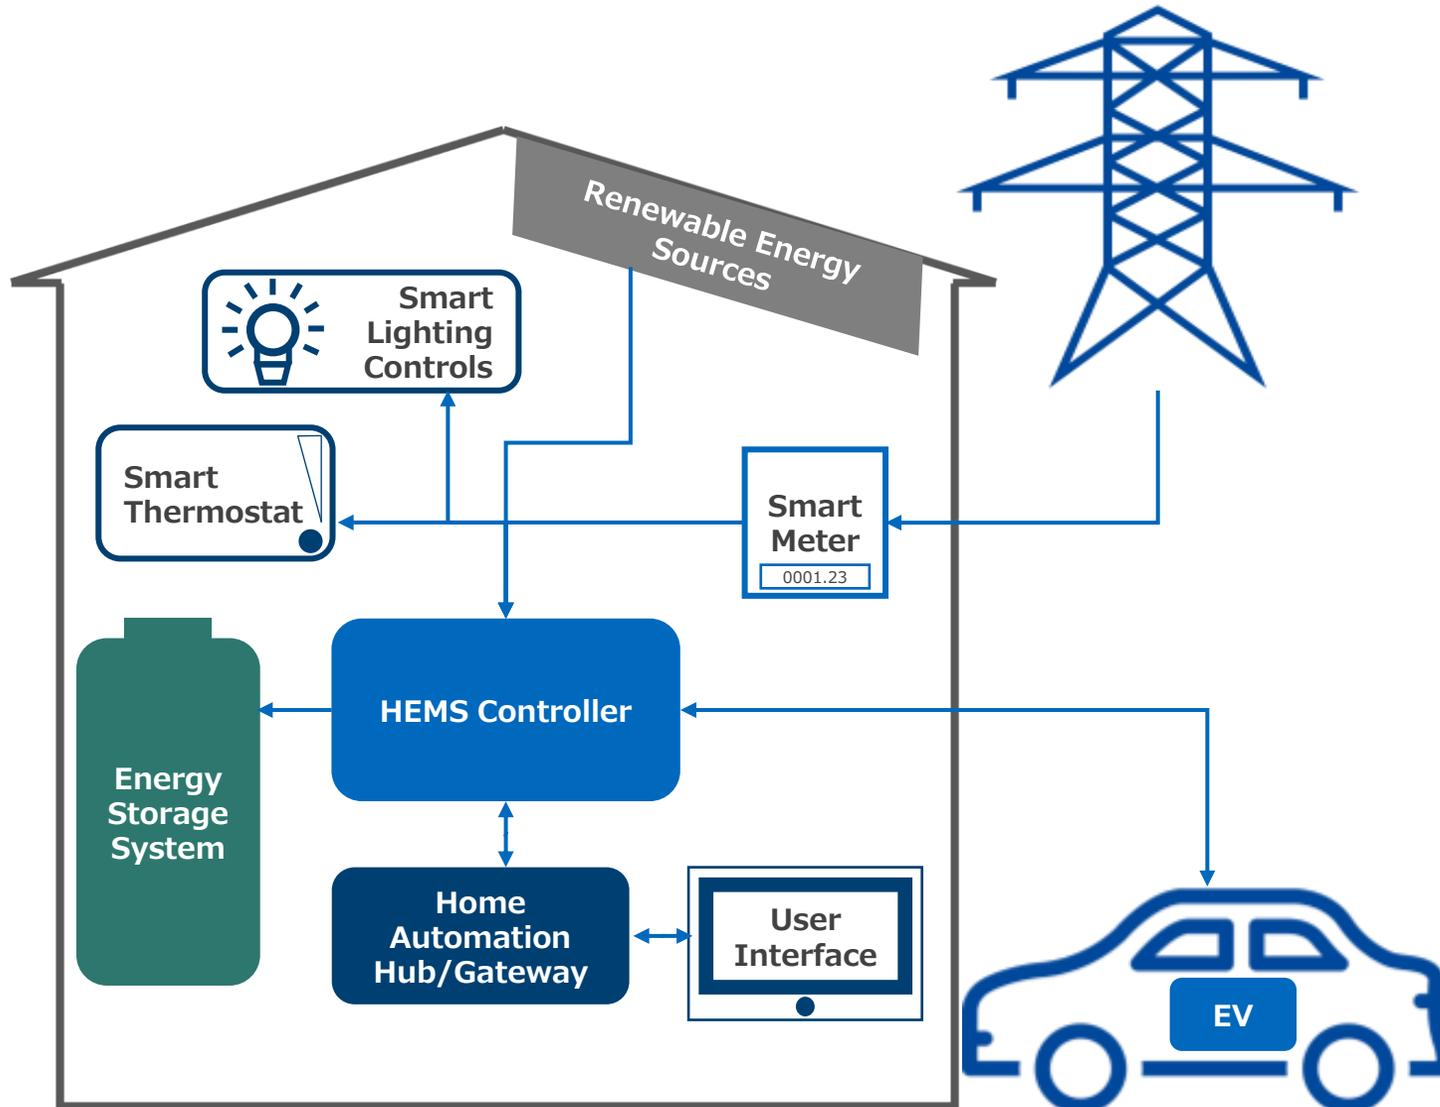 Renewable Energy
Sources
Smart
Lighting
Controls
Smart
Thermostat
Smart
Meter
0001.23
HEMS Controller
Energy
Storage
System
Home
Automation
Hub/Gateway
User
Interface
EV